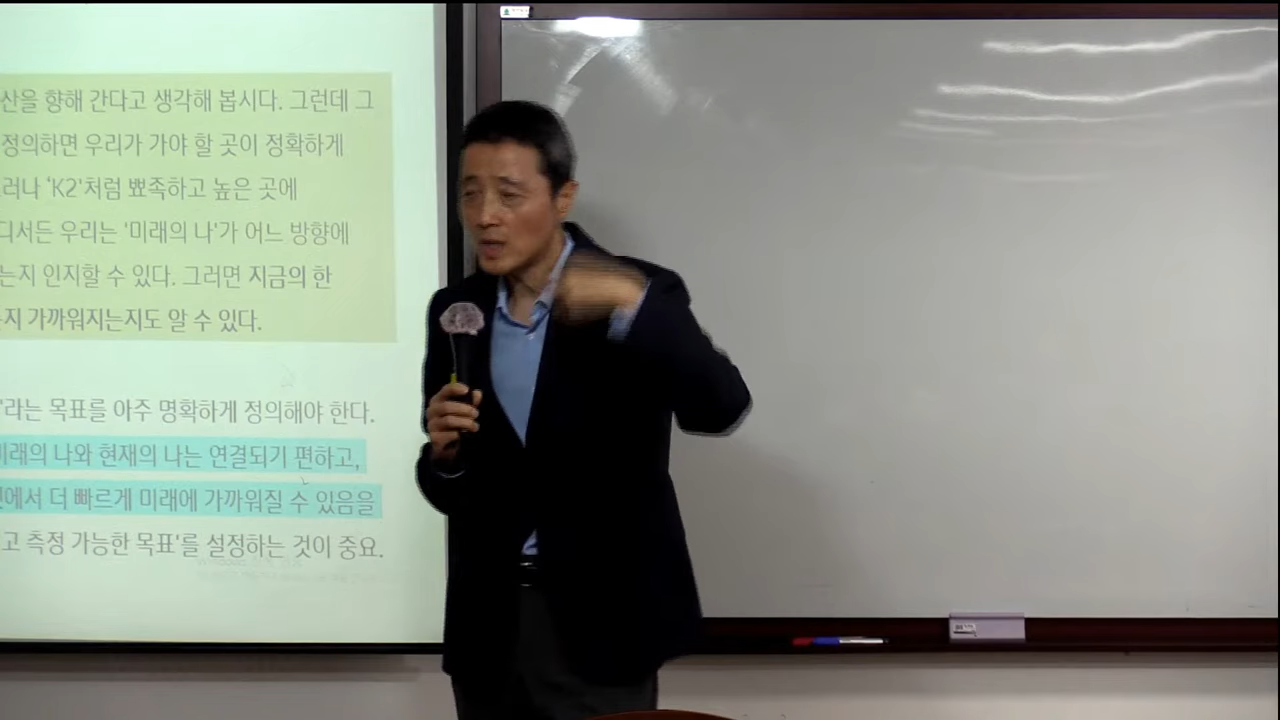 산을 향해 간다고 생각해 봅시다. 그런데 그
정의하면 우리가 가야 할 곳이 정확하게
러나 'K2'처럼 뾰족하고 높은 곳에
디서든 우리는 '미래의 나'가 어느 방향에
는지 인지할 수 있다. 그러면 지금의 한
지 가까워지는지도 알 수 있다.
'라는 목표를 아주 명확하게 정의해야 한다.
미래의 나와 현재의 나는 연결되기 편하고,
에서 더 빠르게 미래에 가까워질 수 있음을
고 측정 가능한 목표'를 설정하는 것이 중요.